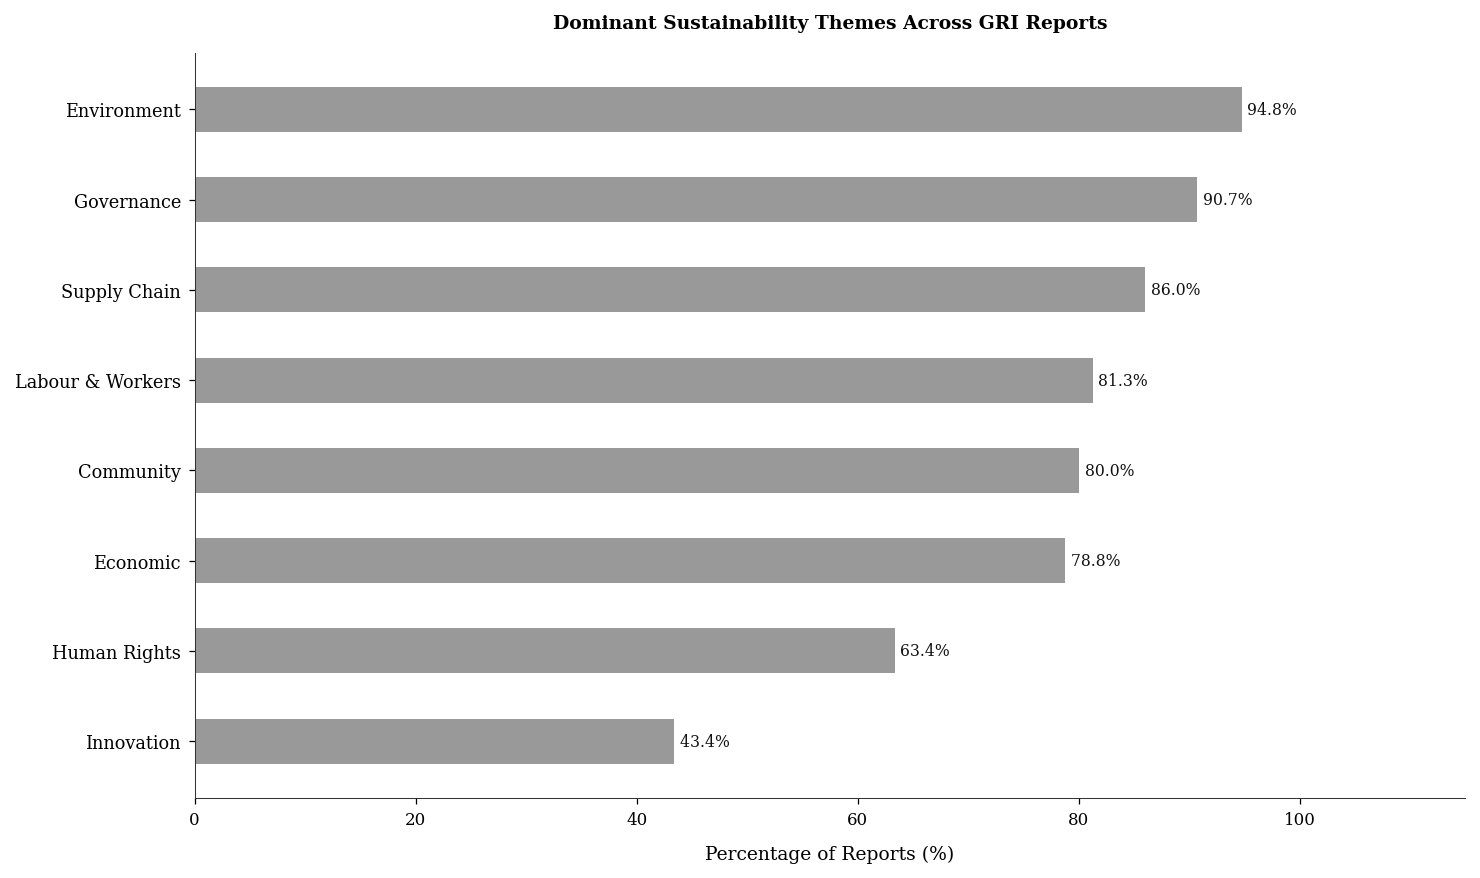 Dominant Sustainability Themes Across GRI Reports
Environment 94.8%
Governance 90.7%
Supply Chain 86.0%
Labour & Workers 81.3%
Community 80.0%
Economic 78.8%
Human Rights 63.4%
Innovation 43.4%
0 20 40 60 80 100
Percentage of Reports (%)